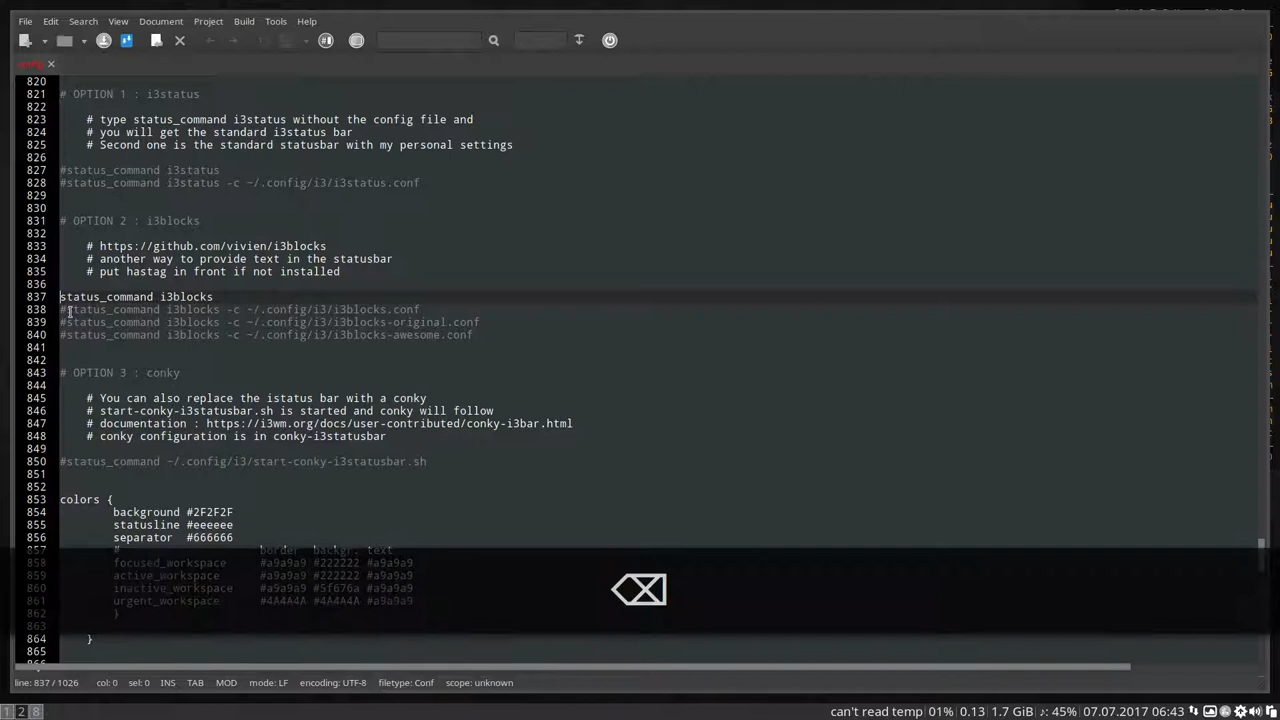 File Edit Search View Document Project Build Tools Help
config
820
821 # OPTION 1 : i3status
822
823 # type status_command i3status without the config file and
824 # you will get the standard i3status bar
825 # Second one is the standard statusbar with my personal settings
826
827 #status_command i3status
828 #status_command i3status -c ~/.config/i3/i3status.conf
829
830
831 # OPTION 2 : i3blocks
832
833 # https://github.com/vivien/i3blocks
834 # another way to provide text in the statusbar
835 # put hastag in front if not installed
836
837 status_command i3blocks
838 #status_command i3blocks -c ~/.config/i3/i3blocks.conf
839 #status_command i3blocks -c ~/.config/i3/i3blocks-original.conf
840 #status_command i3blocks -c ~/.config/i3/i3blocks-awesome.conf
841
842
843 # OPTION 3 : conky
844
845 # You can also replace the istatus bar with a conky
846 # start-conky-i3statusbar.sh is started and conky will follow
847 # documentation : https://i3wm.org/docs/user-contributed/conky-i3bar.html
848 # conky configuration is in conky-i3statusbar
849
850 #status_command ~/.config/i3/start-conky-i3statusbar.sh
851
852
853 colors {
854 background #2F2F2F
855 statusline #eeeeee
856 separator #666666
857 # border backgr. text
858 focused_workspace #a9a9a9 #222222 #a9a9a9
859 active_workspace #a9a9a9 #222222 #a9a9a9
860 inactive_workspace #a9a9a9 #5f676a #a9a9a9
861 urgent_workspace #4A4A4A #4A4A4A #a9a9a9
862 }
863
864 }
865
866
line: 837 / 1026 col: 0 sel: 0 INS TAB MOD mode: LF encoding: UTF-8 filetype: Conf scope: unknown
1 2 8 can't read temp 01% 0.13 1.7 GiB ♪: 45% 07.07.2017 06:43